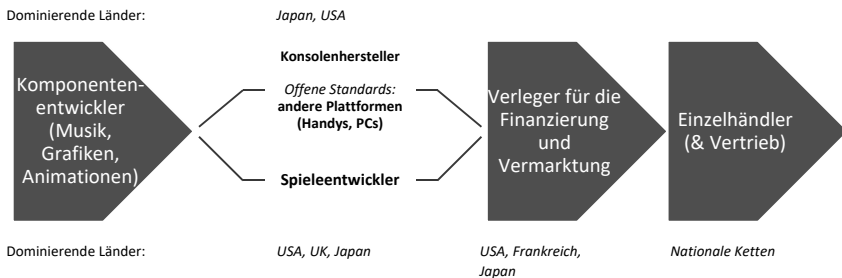 Dominierende Länder:
Japan, USA
Komponenten-
entwickler
(Musik,
Grafiken,
Animationen)
Konsolenhersteller
Offene Standards:
andere Plattformen
(Handys, PCs)
Spieleentwickler
Verleger für die
Finanzierung
und
Vermarktung
Einzelhändler
(& Vertrieb)
Dominierende Länder:
USA, UK, Japan
USA, Frankreich,
Japan
Nationale Ketten